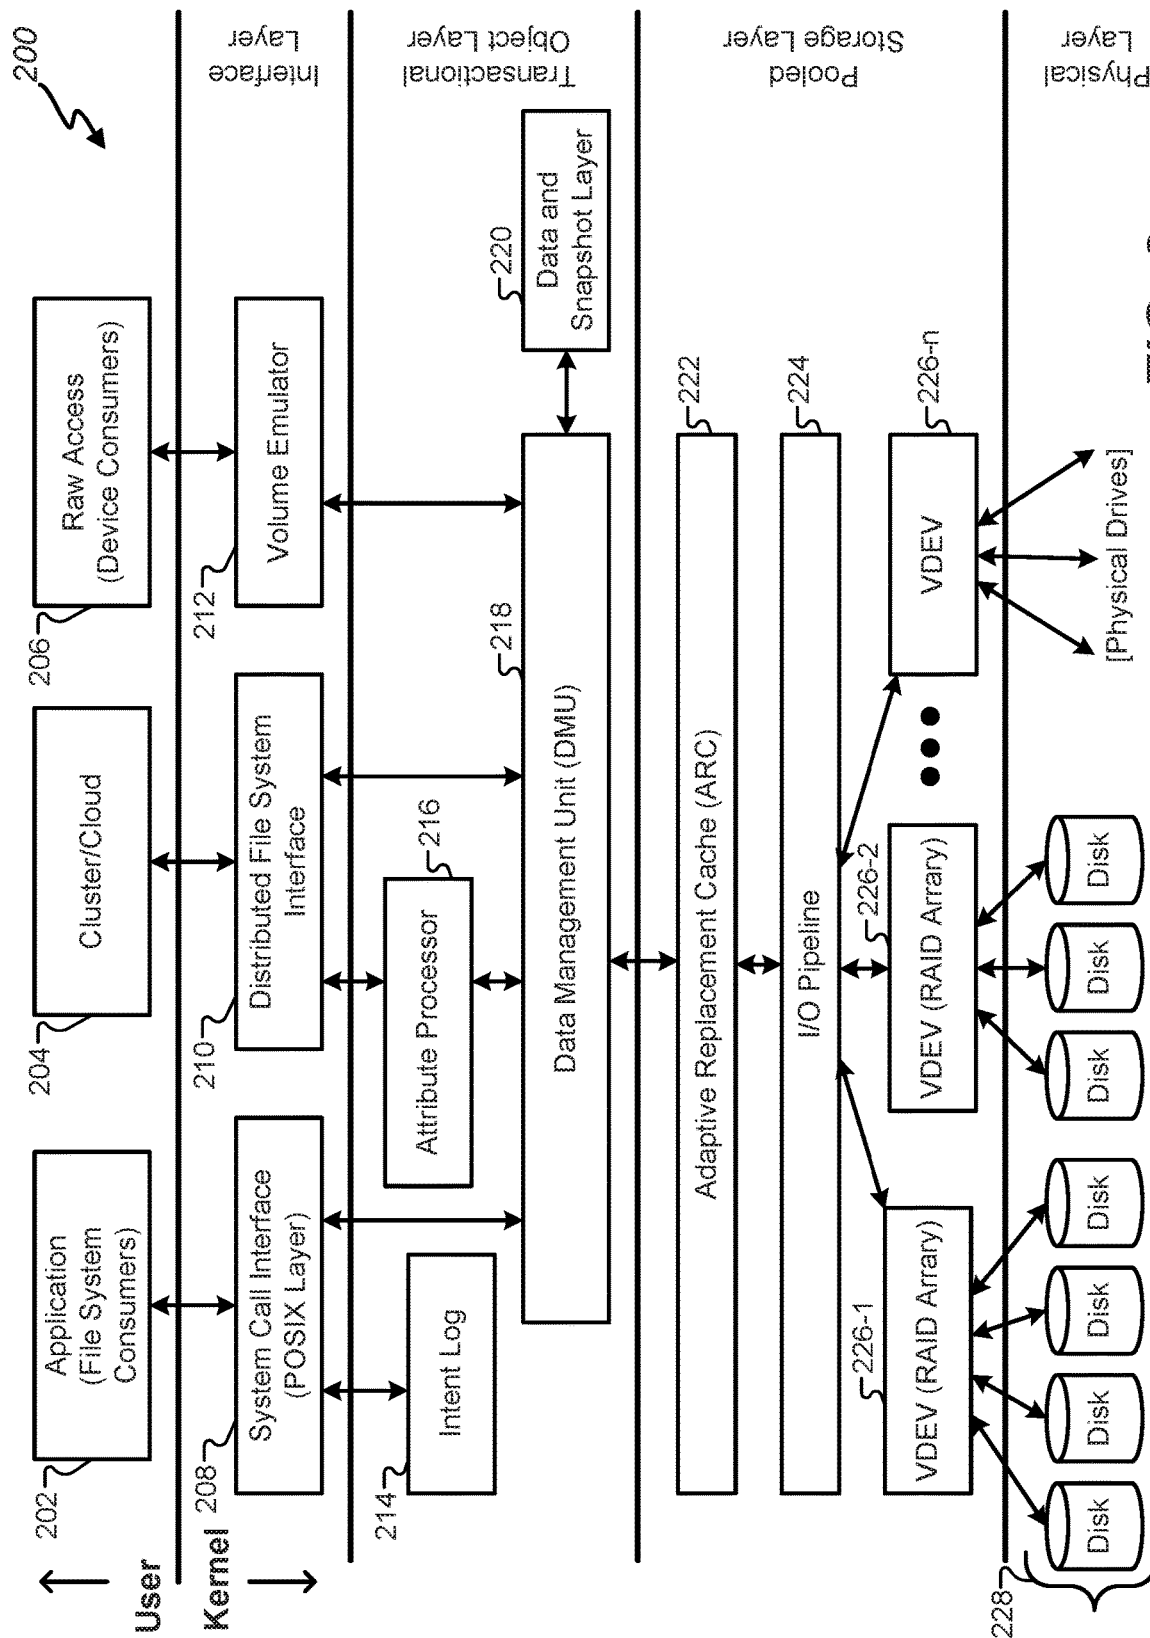 200
202
Application
(File System
Consumers)
204
Cluster/Cloud
206
Raw Access
(Device Consumers)
User
Kernel
208
System Call Interface
(POSIX Layer)
210
Distributed File System
Interface
212
Volume Emulator
Interface
Layer
214
Intent Log
Attribute Processor
216
Data Management Unit (DMU)
218
220
Data and
Snapshot Layer
Transactional
Object Layer
Adaptive Replacement Cache (ARC)
222
I/O Pipeline
224
226-1
VDEV (RAID Arrary)
226-2
VDEV (RAID Arrary)
VDEV
226-n
Pooled
Storage Layer
228
Disk
Disk
Disk
Disk
Disk
Disk
Disk
[Physical Drives]
Physical
Layer